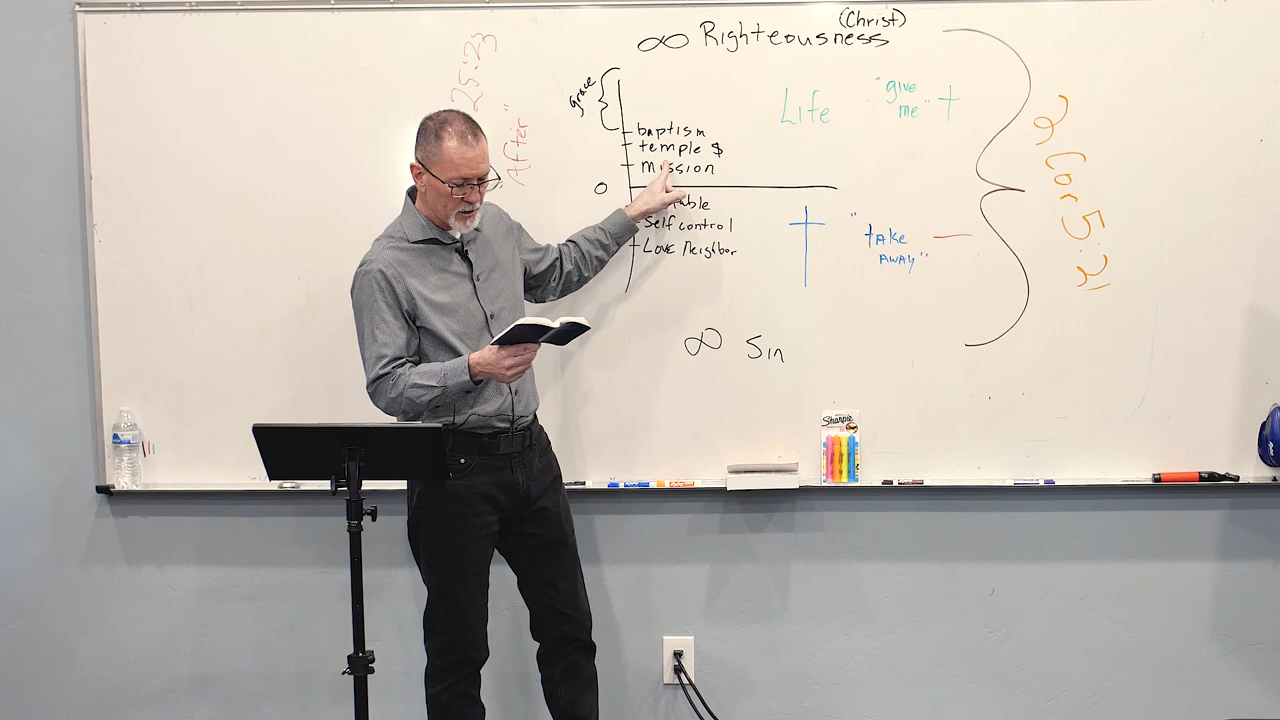 (Christ)
∞ Righteousness
25:23
"After"
Grace
baptism
temple $
mission
0
Self control
Love Neighbor
Life
"give
me" +
"tAke
AWAY" —
2 Cor 5:21
∞ Sin
Sharpie